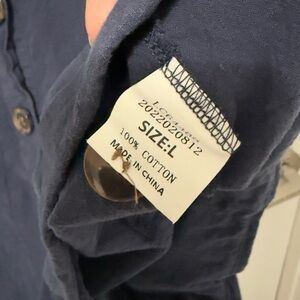 2022020812
SIZE:L
100% COTTON
MADE IN CHINA